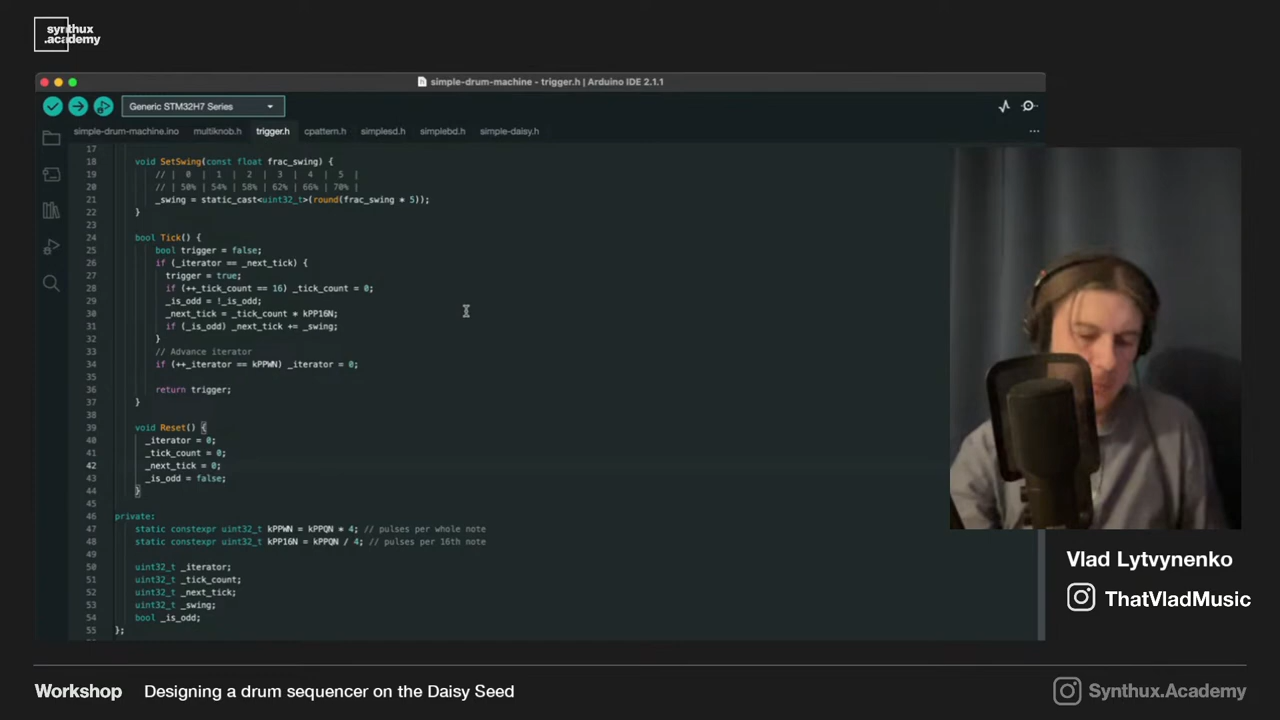 synthux
.academy
simple-drum-machine - trigger.h | Arduino IDE 2.1.1
Generic STM32H7 Series
simple-drum-machine.ino multiknob.h trigger.h cpattern.h simplesd.h simplebd.h simple-daisy.h
17
18 void SetSwing(const float frac_swing) {
19 // | 0 | 1 | 2 | 3 | 4 | 5 |
20 // | 50% | 54% | 58% | 62% | 66% | 70% |
21 _swing = static_cast<uint32_t>(round(frac_swing * 5));
22 }
23
24 bool Tick() {
25 bool trigger = false;
26 if (_iterator == _next_tick) {
27 trigger = true;
28 if (++_tick_count == 16) _tick_count = 0;
29 _is_odd = !_is_odd;
30 _next_tick = _tick_count * kPP16N;
31 if (_is_odd) _next_tick += _swing;
32 }
33 // Advance iterator
34 if (++_iterator == kPPWN) _iterator = 0;
35
36 return trigger;
37 }
38
39 void Reset() {
40 _iterator = 0;
41 _tick_count = 0;
42 _next_tick = 0;
43 _is_odd = false;
44 }
45
46 private:
47 static constexpr uint32_t kPPWN = kPPQN * 4; // pulses per whole note
48 static constexpr uint32_t kPP16N = kPPQN / 4; // pulses per 16th note
49
50 uint32_t _iterator;
51 uint32_t _tick_count;
52 uint32_t _next_tick;
53 uint32_t _swing;
54 bool _is_odd;
55 };
Vlad Lytvynenko
ThatVladMusic
Workshop Designing a drum sequencer on the Daisy Seed
Synthux.Academy